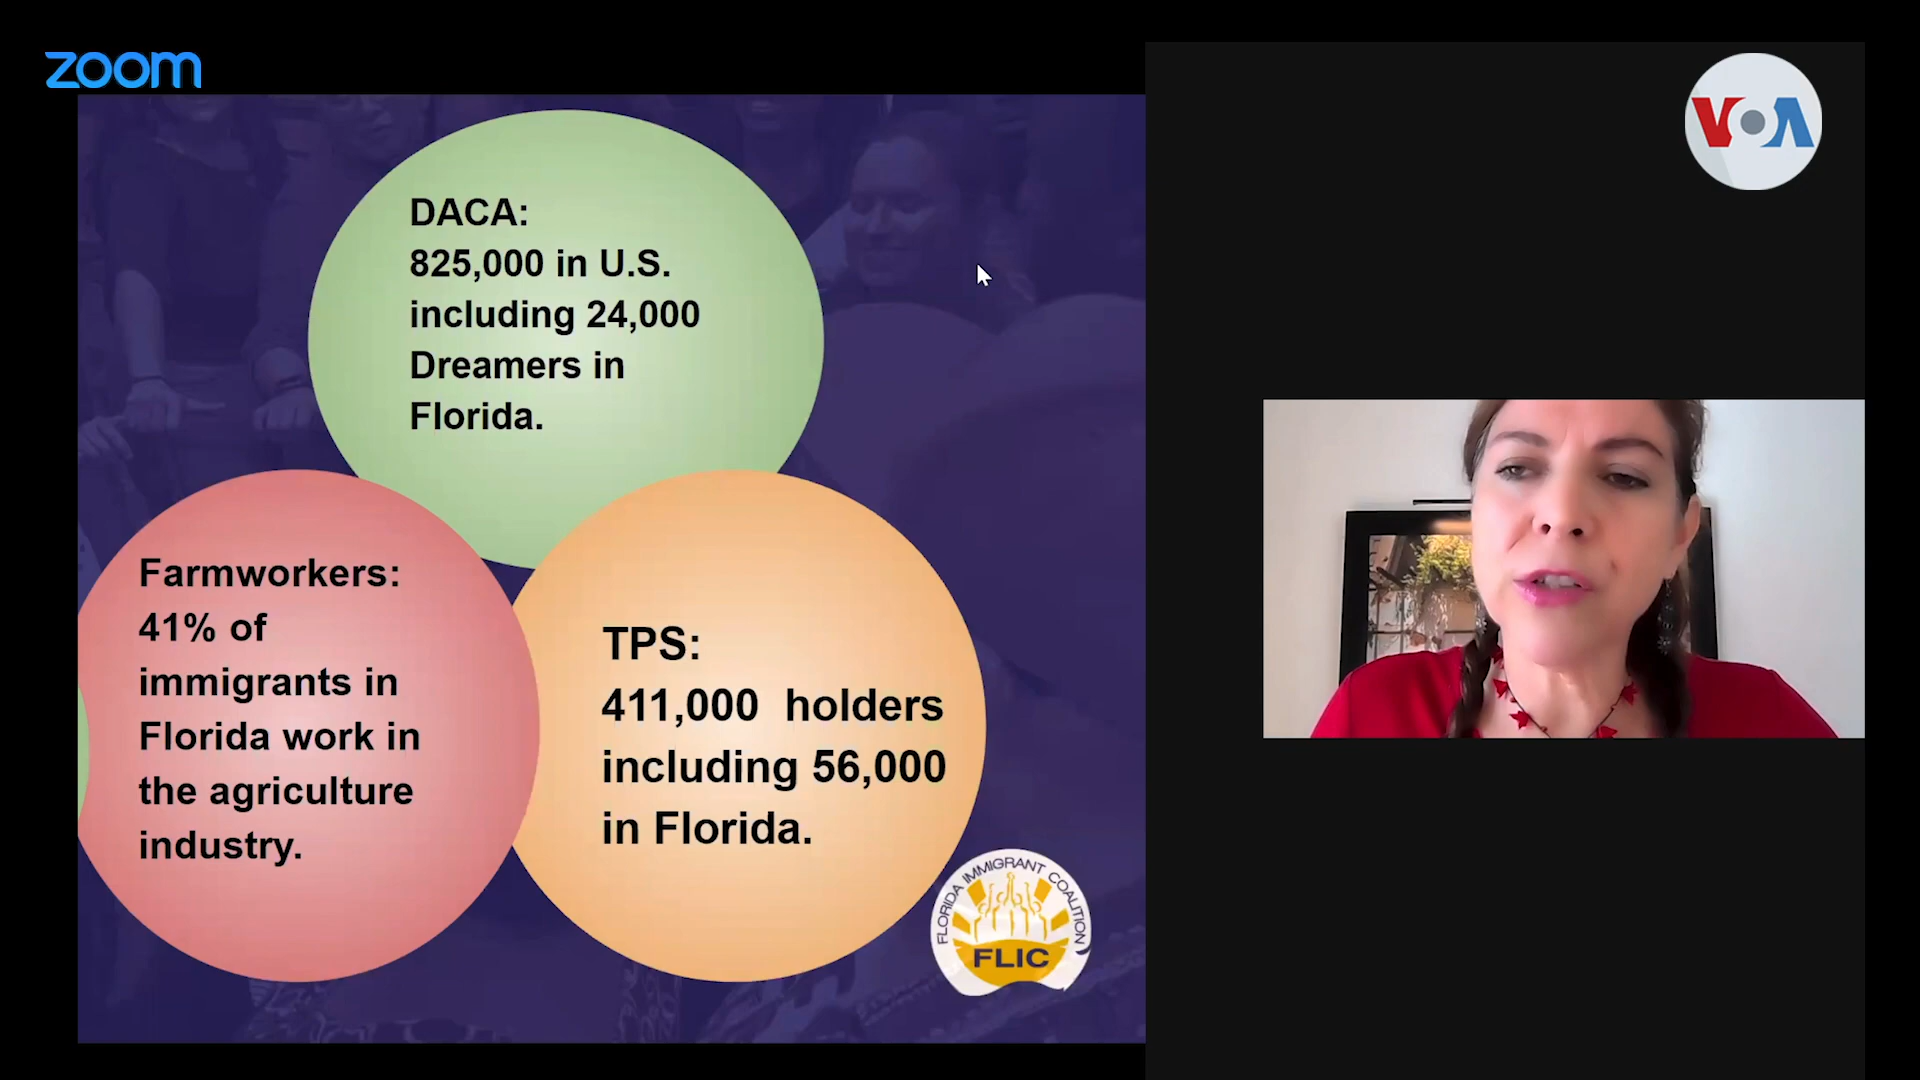 zoom
VOA
DACA:
825,000 in U.S.
including 24,000
Dreamers in
Florida.
Farmworkers:
41% of
immigrants in
Florida work in
the agriculture
industry.
TPS:
411,000 holders
including 56,000
in Florida.
FLORIDA IMMIGRANT COALITION
FLIC